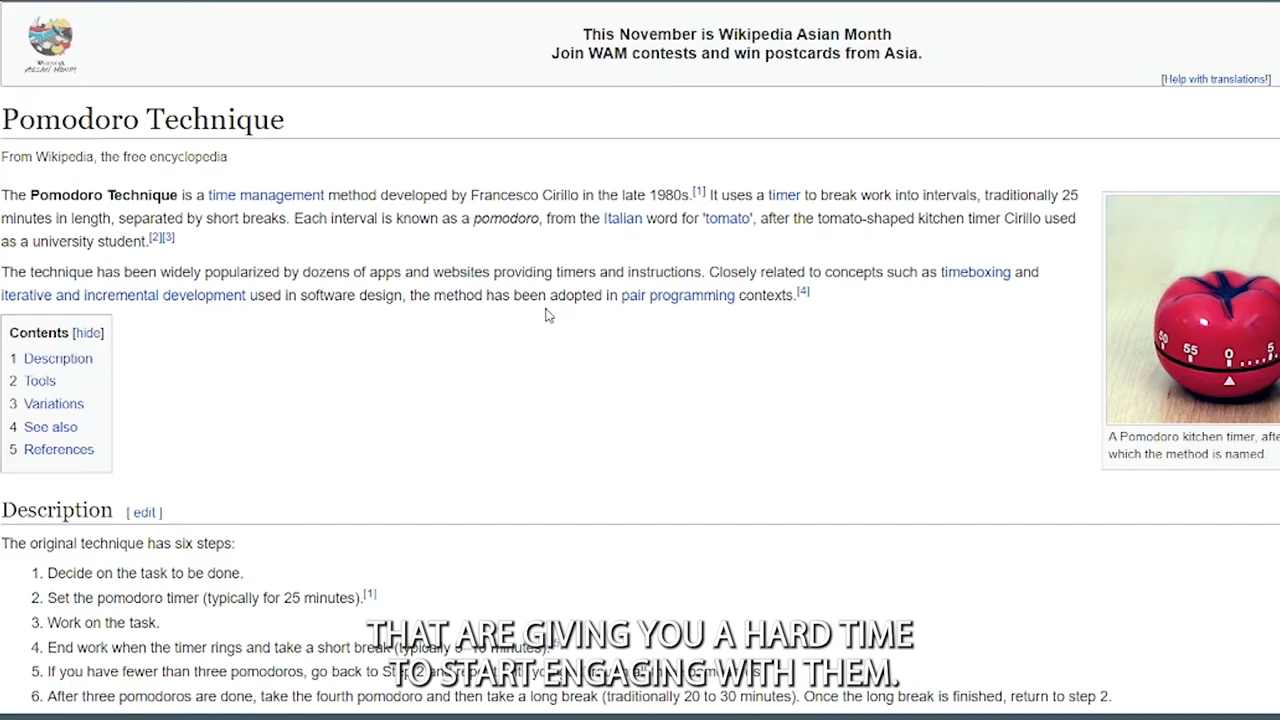 This November is Wikipedia Asian Month
Join WAM contests and win postcards from Asia.
WIKIPEDIA
ASIAN MONTH
[Help with translations!]
Pomodoro Technique
From Wikipedia, the free encyclopedia
The Pomodoro Technique is a time management method developed by Francesco Cirillo in the late 1980s.[1] It uses a timer to break work into intervals, traditionally 25
minutes in length, separated by short breaks. Each interval is known as a pomodoro, from the Italian word for 'tomato', after the tomato-shaped kitchen timer Cirillo used
as a university student.[2][3]
The technique has been widely popularized by dozens of apps and websites providing timers and instructions. Closely related to concepts such as timeboxing and
iterative and incremental development used in software design, the method has been adopted in pair programming contexts.[4]
Contents [hide]
1 Description
2 Tools
3 Variations
4 See also
5 References
55 0 5
A Pomodoro kitchen timer, afte
which the method is named.
Description [ edit ]
The original technique has six steps:
1. Decide on the task to be done.
2. Set the pomodoro timer (typically for 25 minutes).[1]
3. Work on the task.
4. End work when the timer rings and take a short break (typically
5. If you have fewer than three pomodoros, go back to
6. After three pomodoros are done, take the fourth pomodoro and then take a long break (traditionally 20 to 30 minutes). Once the long break is finished, return to step 2.
THAT ARE GIVING YOU A HARD TIME
TO START ENGAGING WITH THEM.